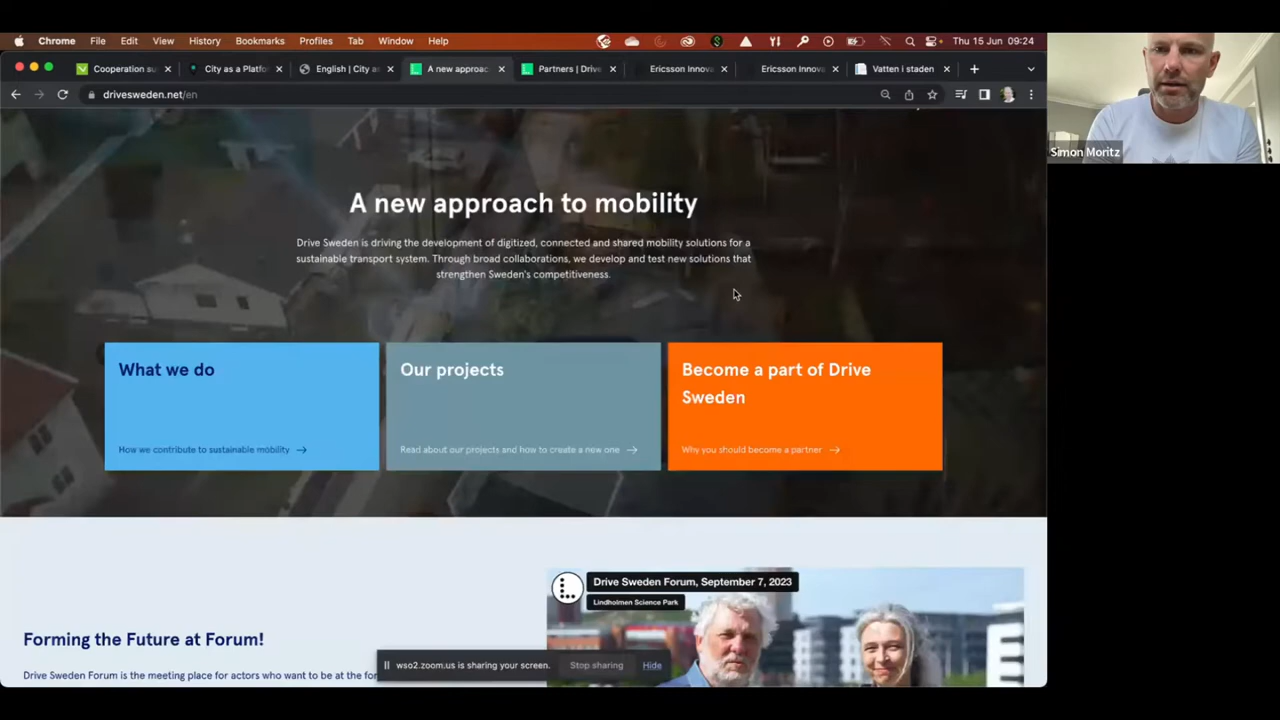 Chrome File Edit View History Bookmarks Profiles Tab Window Help Thu 15 Jun 09:24
Cooperation su City as a Platfo English | City as A new approac Partners | Drive Ericsson Innova Ericsson Innova Vatten i staden
drivesweden.net/en
Simon Moritz
A new approach to mobility
Drive Sweden is driving the development of digitized, connected and shared mobility solutions for a
sustainable transport system. Through broad collaborations, we develop and test new solutions that
strengthen Sweden's competitiveness.
What we do
How we contribute to sustainable mobility →
Our projects
Read about our projects and how to create a new one →
Become a part of Drive
Sweden
Why you should become a partner →
Drive Sweden Forum, September 7, 2023
Lindholmen Science Park
Forming the Future at Forum!
Drive Sweden Forum is the meeting place for actors who want to be at the for
wso2.zoom.us is sharing your screen. Stop sharing Hide